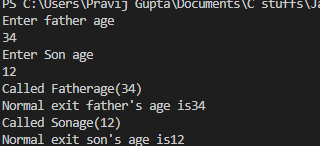 PS C:\Users\Pravij Gupta\Documents\C stuffs\Ja
Enter father age
34
Enter Son age
12
Called Fatherage(34)
Normal exit father's age is34
Called Sonage(12)
Normal exit son's age is12